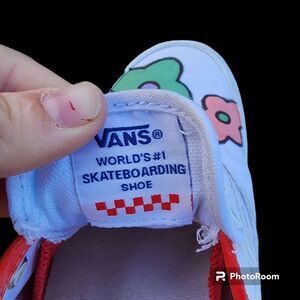 VANS®
WORLD'S #1
SKATEBOARDING
SHOE
PhotoRoom